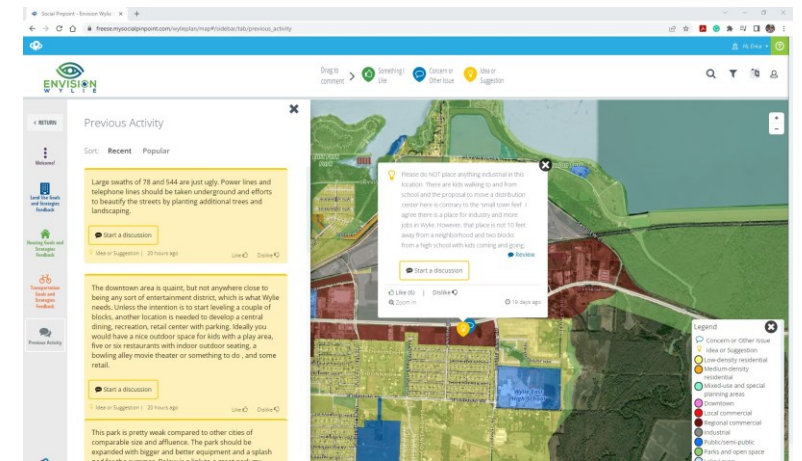 Social Pinpoint - Envision Wylie
freese.mysocialpinpoint.com/wylieplan/map#/sidebar/tab/previous_activity
Hi, Ema
ENVISION
WYLIE
Drag to
comment
Something I
Like
Concern or
Other Issue
Idea or
Suggestion
< RETURN
Welcome!
Land Use Goals
and Strategies
Feedback
Housing Goals and
Strategies
Feedback
Transportation
Goals and
Strategies
Feedback
Previous Activity
Previous Activity
Sort: Recent Popular
Large swaths of 78 and 544 are just ugly. Power lines and
telephone lines should be taken underground and efforts
to beautify the streets by planting additional trees and
landscaping.
Start a discussion
Idea or Suggestion | 20 hours ago
Like Dislike
The downtown area is quaint, but not anywhere close to
being any sort of entertainment district, which is what Wylie
needs. Unless the intention is to start leveling a couple of
blocks, another location is needed to develop a central
dining, recreation, retail center with parking. Ideally you
would have a nice outdoor space for kids with a play area,
five or six restaurants with indoor outdoor seating, a
bowling alley movie theater or something to do , and some
retail.
Start a discussion
Idea or Suggestion | 20 hours ago
Like Dislike
This park is pretty weak compared to other cities of
comparable size and affluence. The park should be
expanded with bigger and better equipment and a splash
Please do NOT place anything industrial in this
location. There are kids walking to and from
school and the proposal to move a distribution
center here is contrary to the 'small town feel'. I
agree there is a place for industry and more
jobs in Wylie. However, that place is not 10 feet
away from a neighborhood and two blocks
from a high school with kids coming and going
Review
Start a discussion
Like (6) | Dislike
Zoom in
14 days ago
Wylie East
High School
Legend
Concern or Other Issue
Idea or Suggestion
Low-density residential
Medium-density
residential
Mixed-use and special
planning areas
Downtown
Local commercial
Regional commercial
Industrial
Public/semi-public
Parks and open space